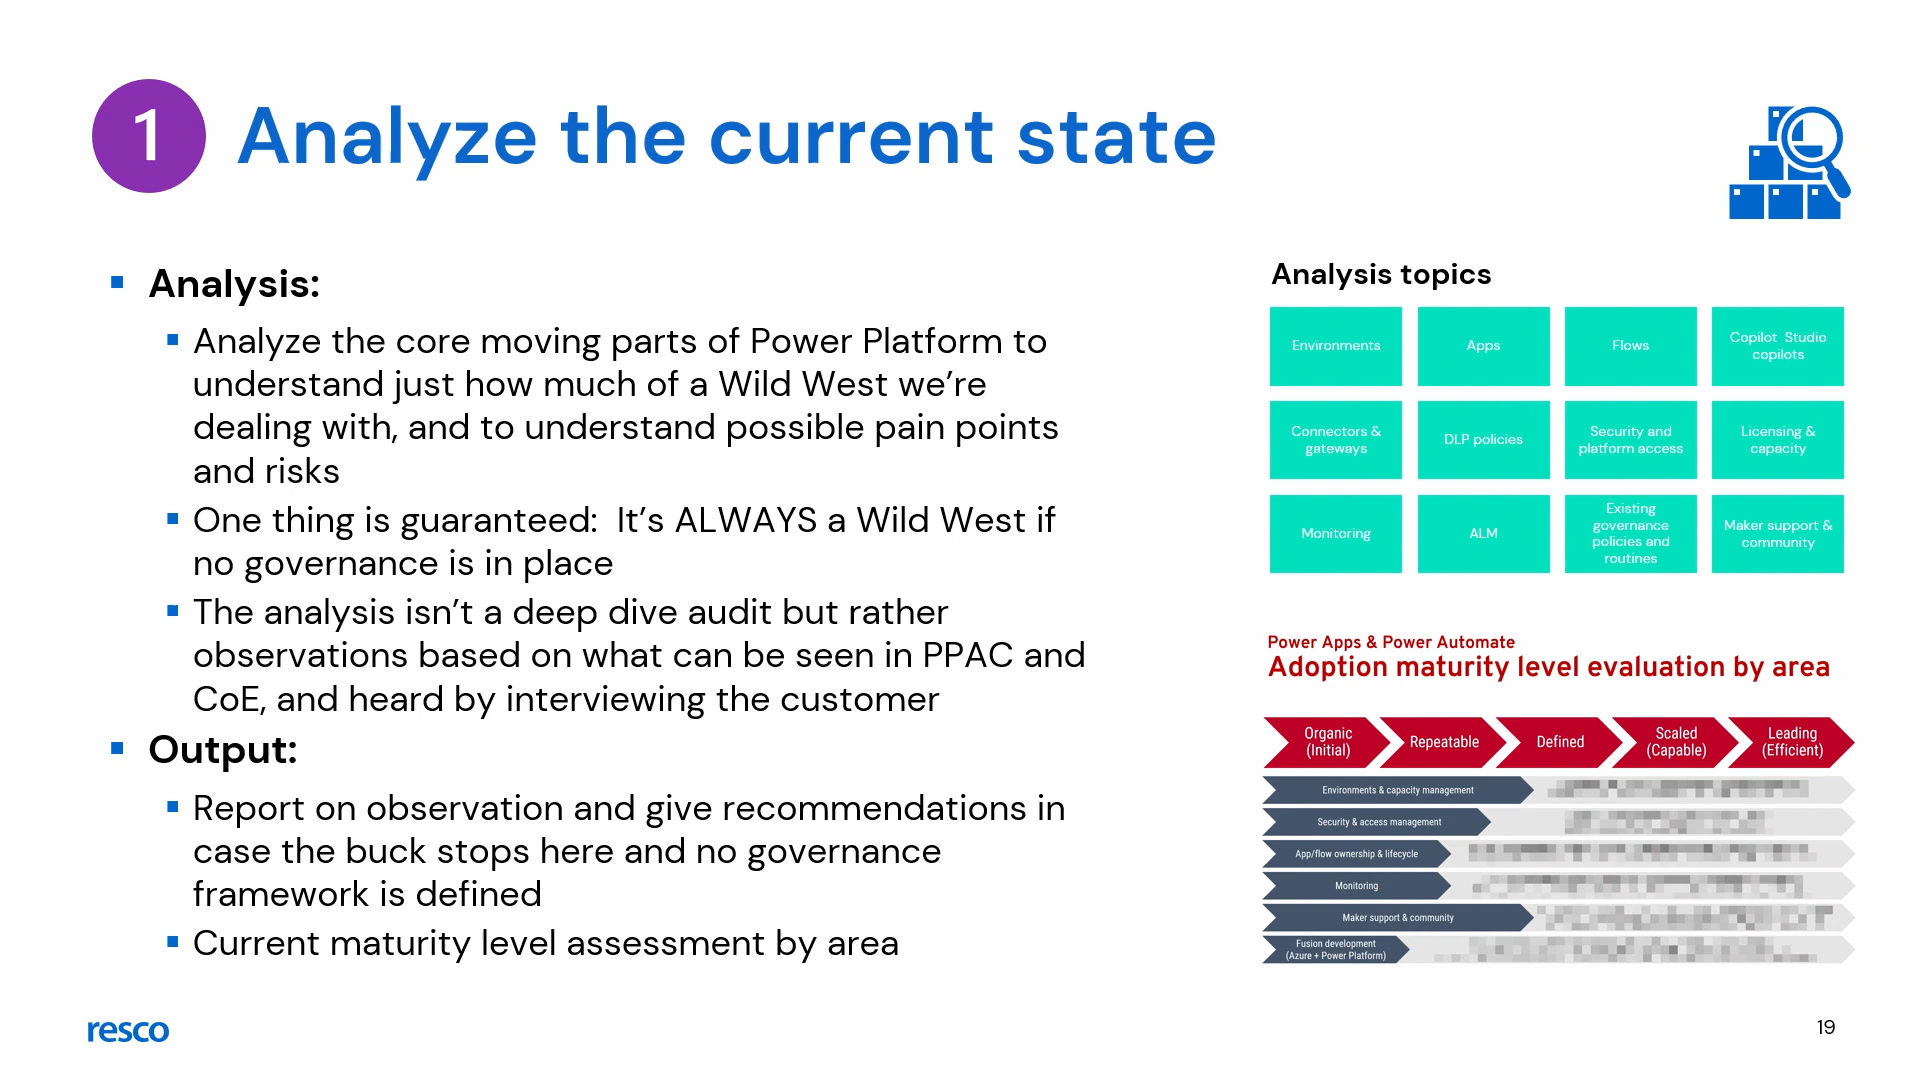 1
Analyze the current state
Analysis:
Analyze the core moving parts of Power Platform to
understand just how much of a Wild West we’re
dealing with, and to understand possible pain points
and risks
One thing is guaranteed:  It’s ALWAYS a Wild West if
no governance is in place
The analysis isn’t a deep dive audit but rather
observations based on what can be seen in PPAC and
CoE, and heard by interviewing the customer
Output:
Report on observation and give recommendations in
case the buck stops here and no governance
framework is defined
Current maturity level assessment by area
Analysis topics
Environments
Apps
Flows
Copilot  Studio
copilots
Connectors &
gateways
DLP policies
Security and
platform access
Licensing &
capacity
Monitoring
ALM
Existing
governance
policies and
routines
Maker support &
community
Power Apps & Power Automate
Adoption maturity level evaluation by area
Organic
(Initial)
Repeatable
Defined
Scaled
(Capable)
Leading
(Efficient)
Environments & capacity management
Security & access management
App/flow ownership & lifecycle
Monitoring
Maker support & community
Fusion development
(Azure + Power Platform)
resco
19